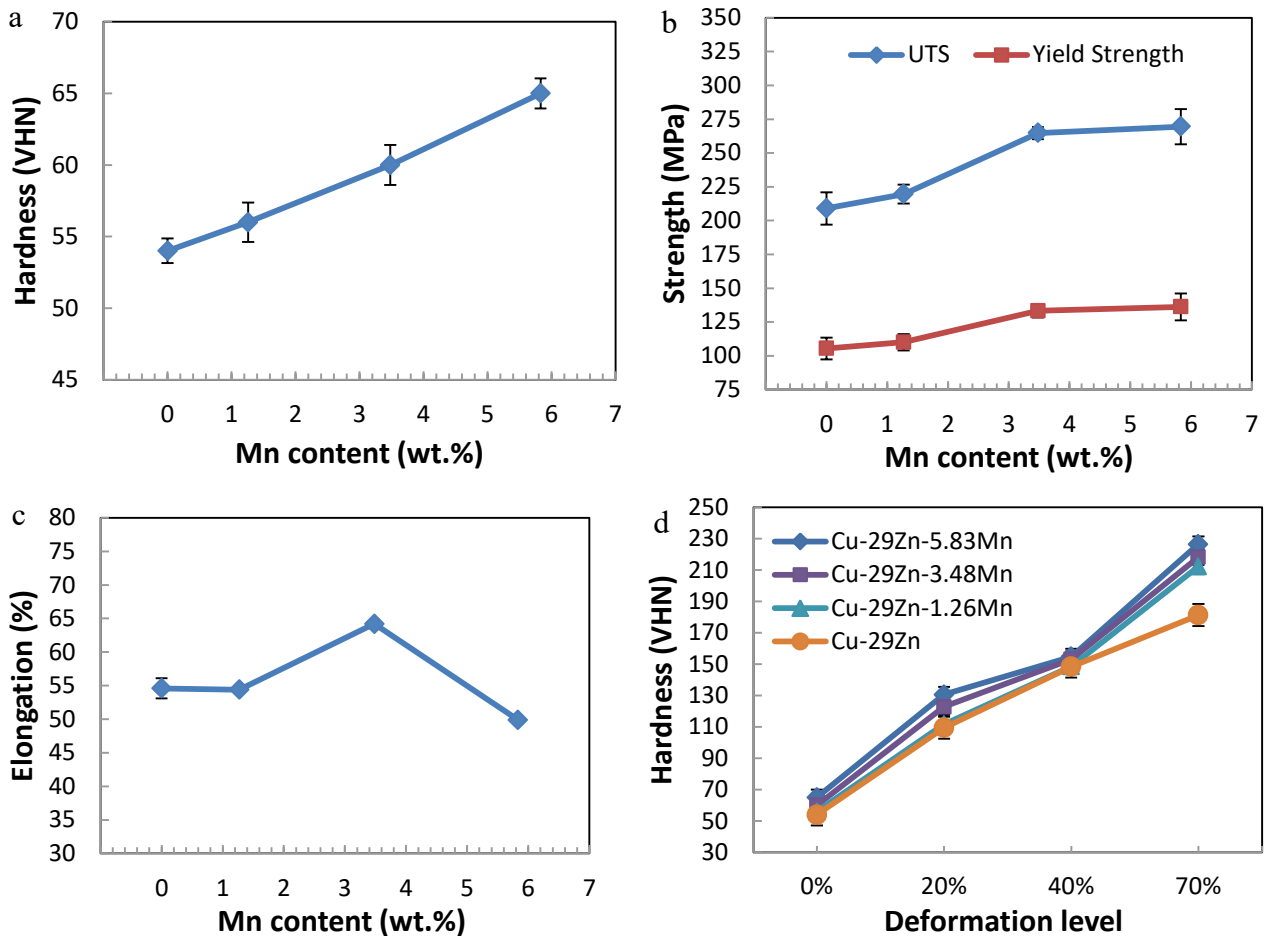 a
70
65
60
55
50
45
Hardness (VHN)
0 1 2 3 4 5 6 7
Mn content (wt.%)
b
350
325
300
275
250
225
200
175
150
125
100
75
Strength (MPa)
UTS Yield Strength
0 1 2 3 4 5 6 7
Mn content (wt.%)
c
80
75
70
65
60
55
50
45
40
35
30
Elongation (%)
0 1 2 3 4 5 6 7
Mn content (wt.%)
d
250
230
210
190
170
150
130
110
90
70
50
30
Hardness (VHN)
Cu-29Zn-5.83Mn
Cu-29Zn-3.48Mn
Cu-29Zn-1.26Mn
Cu-29Zn
0% 20% 40% 70%
Deformation level